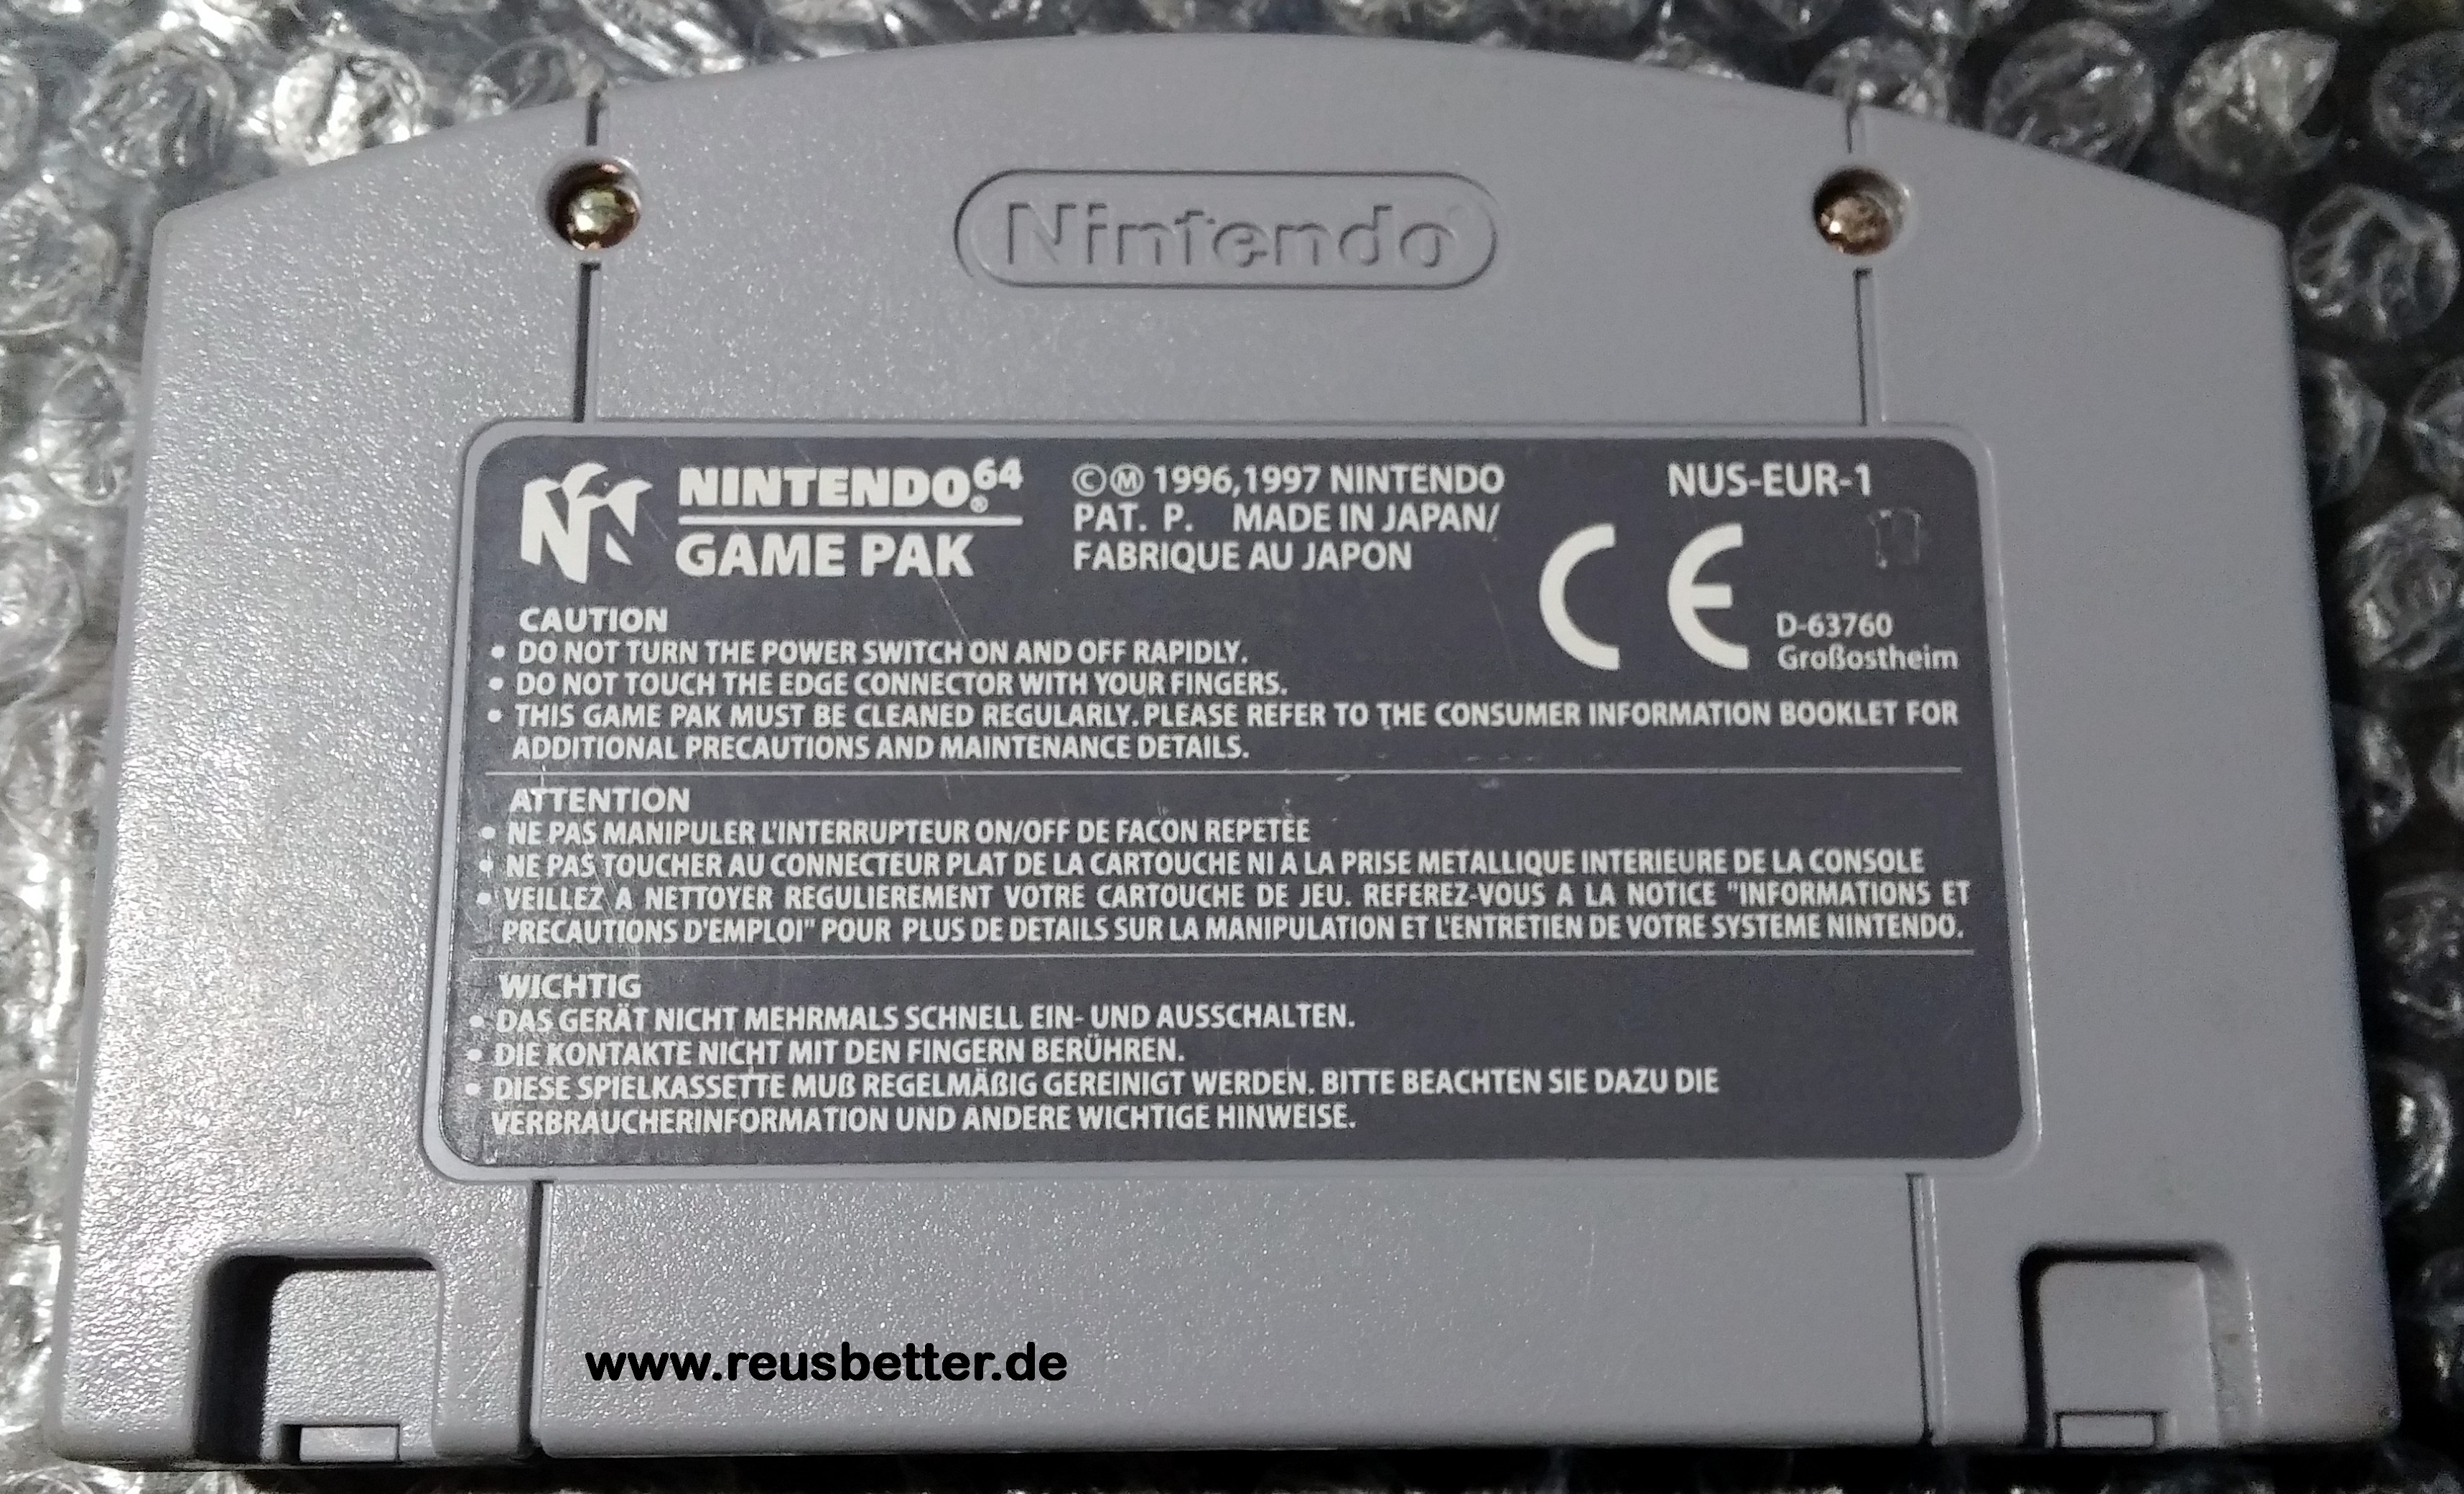 Nintendo
NINTENDO64®
GAME PAK
©Ⓜ 1996,1997 NINTENDO
PAT. P. MADE IN JAPAN/
FABRIQUE AU JAPON
NUS-EUR-1
CE
D-63760
Großostheim
CAUTION
• DO NOT TURN THE POWER SWITCH ON AND OFF RAPIDLY.
• DO NOT TOUCH THE EDGE CONNECTOR WITH YOUR FINGERS.
• THIS GAME PAK MUST BE CLEANED REGULARLY. PLEASE REFER TO THE CONSUMER INFORMATION BOOKLET FOR
ADDITIONAL PRECAUTIONS AND MAINTENANCE DETAILS.
ATTENTION
• NE PAS MANIPULER L'INTERRUPTEUR ON/OFF DE FACON REPETEE
• NE PAS TOUCHER AU CONNECTEUR PLAT DE LA CARTOUCHE NI A LA PRISE METALLIQUE INTERIEURE DE LA CONSOLE
• VEILLEZ A NETTOYER REGULIEREMENT VOTRE CARTOUCHE DE JEU. REFEREZ-VOUS A LA NOTICE "INFORMATIONS ET
PRECAUTIONS D'EMPLOI" POUR PLUS DE DETAILS SUR LA MANIPULATION ET L'ENTRETIEN DE VOTRE SYSTEME NINTENDO.
WICHTIG
• DAS GERÄT NICHT MEHRMALS SCHNELL EIN- UND AUSSCHALTEN.
• DIE KONTAKTE NICHT MIT DEN FINGERN BERÜHREN.
• DIESE SPIELKASSETTE MUß REGELMÄßIG GEREINIGT WERDEN. BITTE BEACHTEN SIE DAZU DIE
VERBRAUCHERINFORMATION UND ANDERE WICHTIGE HINWEISE.
www.reusbetter.de